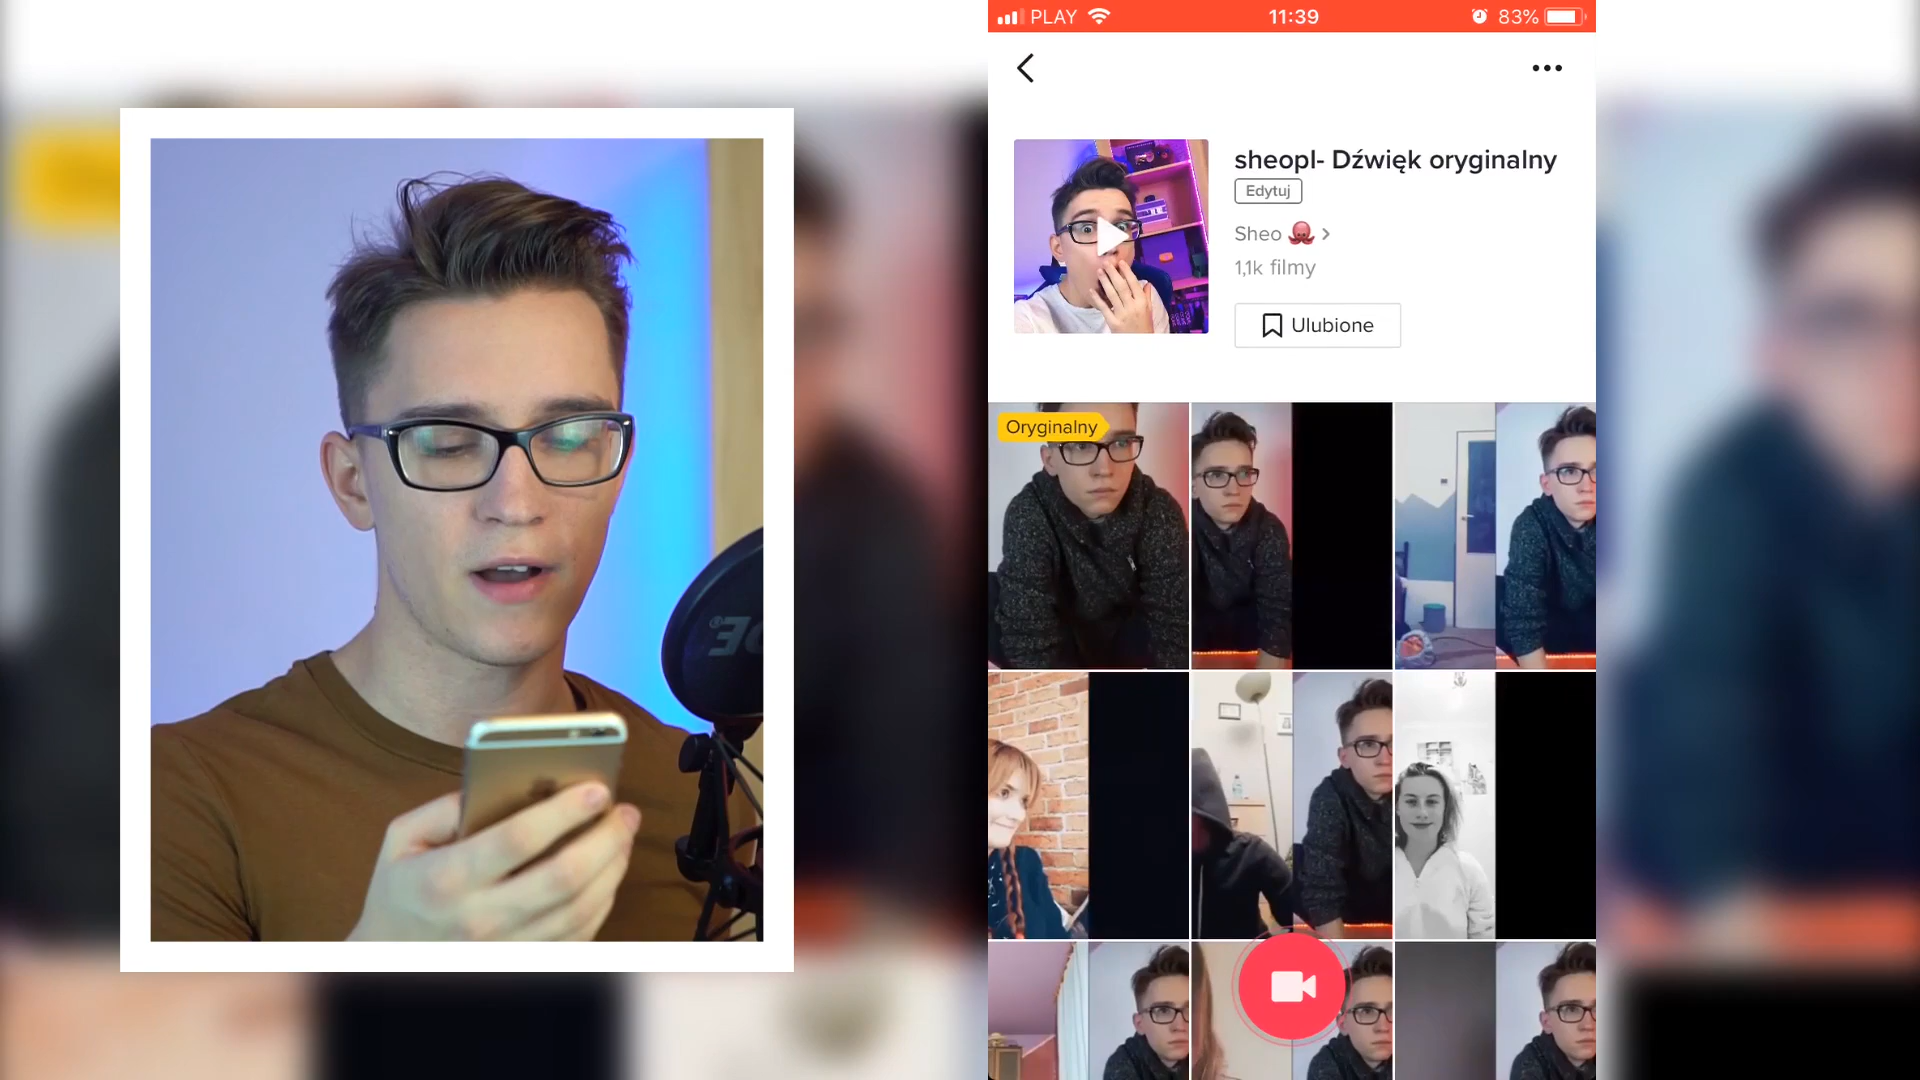 PLAY 11:39 83%
sheopl- Dźwięk oryginalny
Edytuj
Sheo
1,1k filmy
Ulubione
Oryginalny